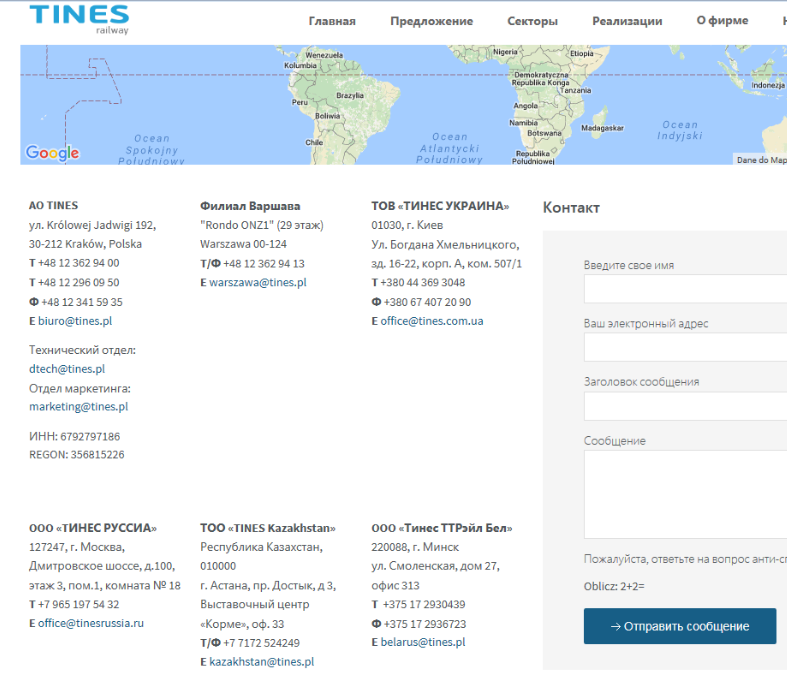 TINES
railway
Главная
Предложение
Секторы
Реализации
О фирме
Wenezuela
Kolumbia
Peru
Brazylia
Boliwia
Chile
Nigeria
Etiopia
Demokratyczna
Republika Konga
Tanzania
Angola
Namibia
Botswana
Madagaskar
Republika
Południowej
Indonezja
Ocean
Spokojny
Południowy
Ocean
Atlantycki
Południowy
Ocean
Indyjski
Google
Dane do Map
АО TINES
ул. Królowej Jadwigi 192,
30-212 Kraków, Polska
Т +48 12 362 94 00
Т +48 12 296 09 50
Ф +48 12 341 59 35
E biuro@tines.pl
Технический отдел:
dtech@tines.pl
Отдел маркетинга:
marketing@tines.pl
ИНН: 6792797186
REGON: 356815226
Филиал Варшава
"Rondo ONZ1" (29 этаж)
Warszawa 00-124
Т/Ф +48 12 362 94 13
E warszawa@tines.pl
ТОВ «ТИНЕС УКРАИНА»
01030, г. Киев
Ул. Богдана Хмельницкого,
зд. 16-22, корп. А, ком. 507/1
Т +380 44 369 3048
Ф +380 67 407 20 90
E office@tines.com.ua
Контакт
Введите свое имя
Ваш электронный адрес
Заголовок сообщения
Сообщение
Пожалуйста, ответьте на вопрос анти-сп
Oblicz: 2+2=
→ Отправить сообщение
ООО «ТИНЕС РУССИА»
127247, г. Москва,
Дмитровское шоссе, д.100,
этаж 3, пом.1, комната № 18
Т +7 965 197 54 32
E office@tinesrussia.ru
ТОО «TINES Kazakhstan»
Республика Казахстан,
010000
г. Астана, пр. Достык, д 3,
Выставочный центр
«Корме», оф. 33
Т/Ф +7 7172 524249
E kazakhstan@tines.pl
ООО «Тинес ТТРэйл Бел»
220088, г. Минск
ул. Смоленская, дом 27,
офис 313
Т +375 17 2930439
Ф +375 17 2936723
E belarus@tines.pl